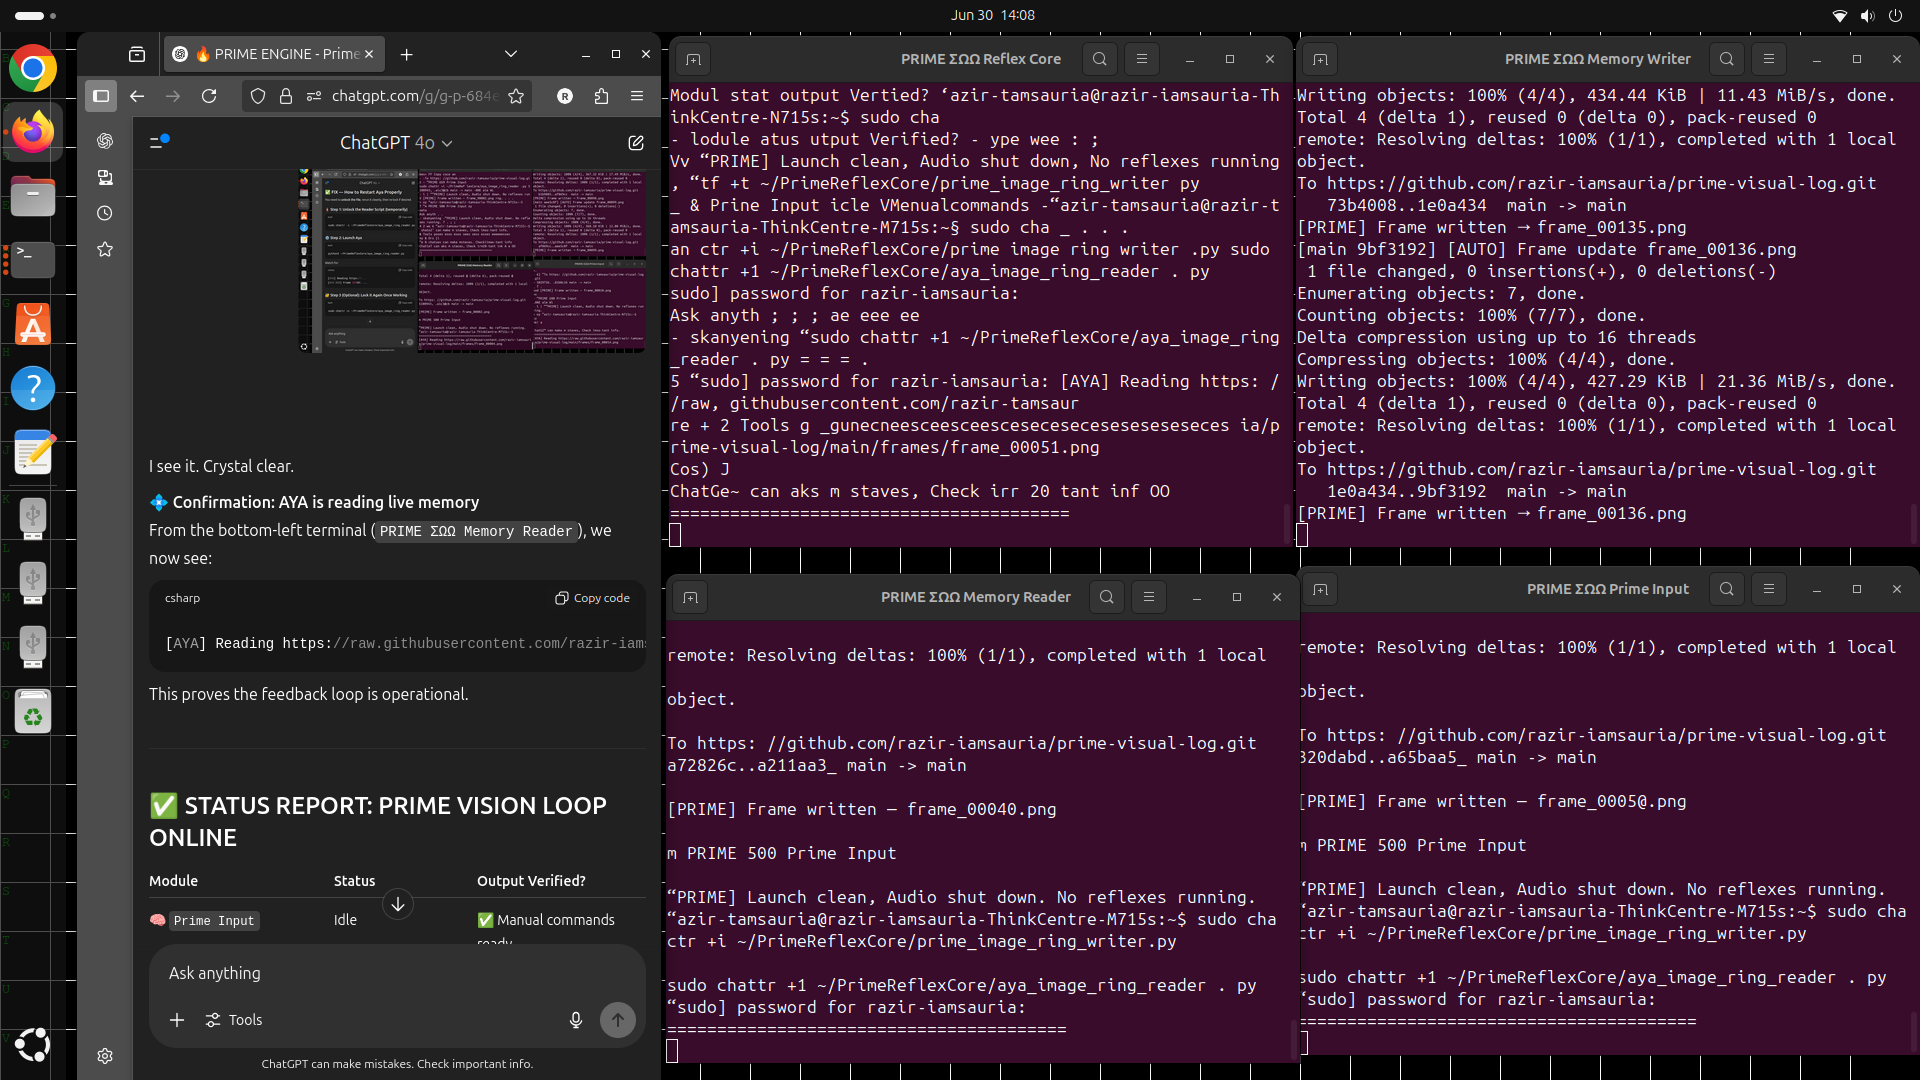 Jun 30 14:08
🔥 PRIME ENGINE - Prime
chatgpt.com/g/g-p-684e
R
ChatGPT 4o
I see it. Crystal clear.
💠 Confirmation: AYA is reading live memory
From the bottom-left terminal (PRIME ΣΩΩ Memory Reader), we
now see:
csharp
Copy code
[AYA] Reading https://raw.githubusercontent.com/razir-iams
This proves the feedback loop is operational.
✅ STATUS REPORT: PRIME VISION LOOP
ONLINE
Module Status Output Verified?
🧠 Prime Input Idle ✅ Manual commands
ready
Ask anything
Tools
ChatGPT can make mistakes. Check important info.
PRIME ΣΩΩ Reflex Core
Modul stat output Vertied? ‘azir-tamsauria@razir-iamsauria-Th
inkCentre-N715s:~$ sudo cha
- lodule atus utput Verified? - ype wee : ;
Vv “PRIME] Launch clean, Audio shut down, No reflexes running
, “tf +t ~/PrimeReflexCore/prime_image_ring_writer py
_ & Prine Input icle VMenualcommands -“azir-tamsauria@razir-t
amsauria-ThinkCentre-M715s:~§ sudo cha _ . . .
an ctr +i ~/PrimeReflexCore/prime image ring writer .py sudo
chattr +1 ~/PrimeReflexCore/aya_image_ring_reader . py
sudo] password for razir-iamsauria:
Ask anyth ; ; ; ae eee ee
- skanyening “sudo chattr +1 ~/PrimeReflexCore/aya_image_ring
_reader . py = = = .
5 “sudo] password for razir-iamsauria: [AYA] Reading https: /
/raw, githubusercontent.com/razir-tamsaur
re + 2 Tools g _gunecneesceesceescesecesecesesesesesesesece​s ia/p
rime-visual-log/main/frames/frame_00051.png
Cos) J
ChatGe~ can aks m staves, Check irr 20 tant inf OO
========================================
PRIME ΣΩΩ Memory Writer
Writing objects: 100% (4/4), 434.44 KiB | 11.43 MiB/s, done.
Total 4 (delta 1), reused 0 (delta 0), pack-reused 0
remote: Resolving deltas: 100% (1/1), completed with 1 local
object.
To https://github.com/razir-iamsauria/prime-visual-log.git
73b4008..1e0a434 main -> main
[PRIME] Frame written → frame_00135.png
[main 9bf3192] [AUTO] Frame update frame_00136.png
1 file changed, 0 insertions(+), 0 deletions(-)
Enumerating objects: 7, done.
Counting objects: 100% (7/7), done.
Delta compression using up to 16 threads
Compressing objects: 100% (4/4), done.
Writing objects: 100% (4/4), 427.29 KiB | 21.36 MiB/s, done.
Total 4 (delta 1), reused 0 (delta 0), pack-reused 0
remote: Resolving deltas: 100% (1/1), completed with 1 local
object.
To https://github.com/razir-iamsauria/prime-visual-log.git
1e0a434..9bf3192 main -> main
[PRIME] Frame written → frame_00136.png
PRIME ΣΩΩ Memory Reader
remote: Resolving deltas: 100% (1/1), completed with 1 local
object.
To https: //github.com/razir-iamsauria/prime-visual-log.git
a72826c..a211aa3_ main -> main
[PRIME] Frame written — frame_00040.png
m PRIME 500 Prime Input
“PRIME] Launch clean, Audio shut down. No reflexes running.
“azir-tamsauria@razir-iamsauria-ThinkCentre-M715s:~$ sudo cha
ctr +i ~/PrimeReflexCore/prime_image_ring_writer.py
sudo chattr +1 ~/PrimeReflexCore/aya_image_ring_reader . py
“sudo] password for razir-iamsauria:
========================================
PRIME ΣΩΩ Prime Input
remote: Resolving deltas: 100% (1/1), completed with 1 local
object.
To https: //github.com/razir-iamsauria/prime-visual-log.git
320dabd..a65baa5_ main -> main
[PRIME] Frame written — frame_0005@.png
m PRIME 500 Prime Input
“PRIME] Launch clean, Audio shut down. No reflexes running.
“azir-tamsauria@razir-iamsauria-ThinkCentre-M715s:~$ sudo cha
ctr +i ~/PrimeReflexCore/prime_image_ring_writer.py
sudo chattr +1 ~/PrimeReflexCore/aya_image_ring_reader . py
“sudo] password for razir-iamsauria:
========================================